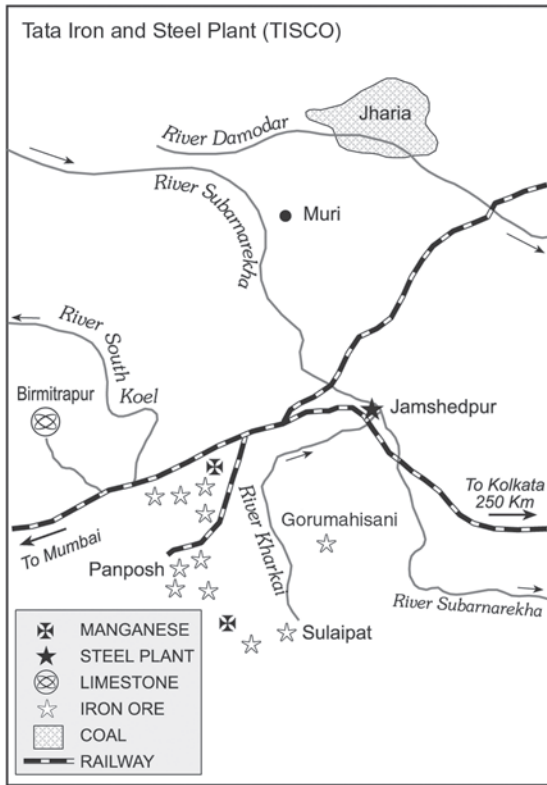 Tata Iron and Steel Plant (TISCO)
Jharia
River Damodar
River Subarnarekha
Muri
River South Koel
Birmitrapur
Jamshedpur
To Kolkata
250 Km
To Mumbai
River Kharkai
Gorumahisani
Panposh
River Subarnarekha
Sulaipat
MANGANESE
STEEL PLANT
LIMESTONE
IRON ORE
COAL
RAILWAY